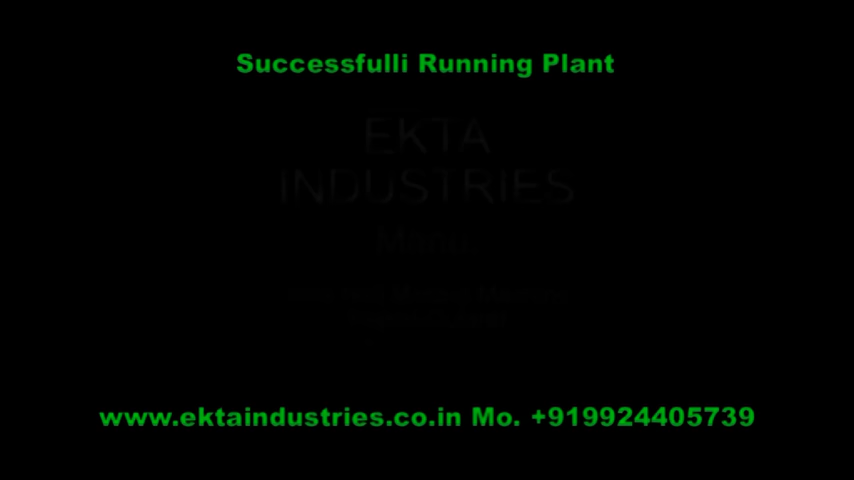 Successfulli Running Plant
EKTA
INDUSTRIES
www.ektaindustries.co.in Mo. +919924405739